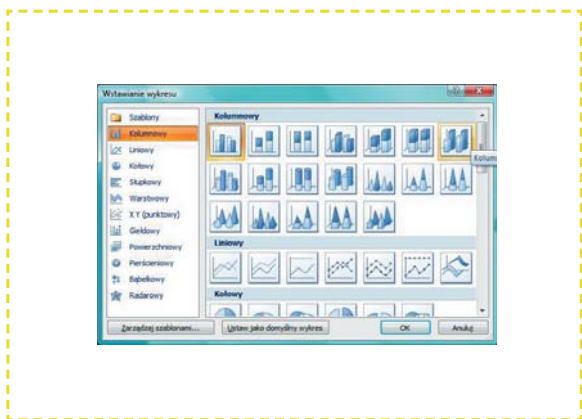 Wstawianie wykresu
Szablony
Kolumnowy
Liniowy
Kołowy
Słupkowy
Warstwowy
X Y (punktowy)
Giełdowy
Powierzchniowy
Pierścieniowy
Bąbelkowy
Radarowy
Kolumnowy
Kolum
Liniowy
Kołowy
Zarządzaj szablonami... Ustaw jako domyślny wykres OK Anuluj